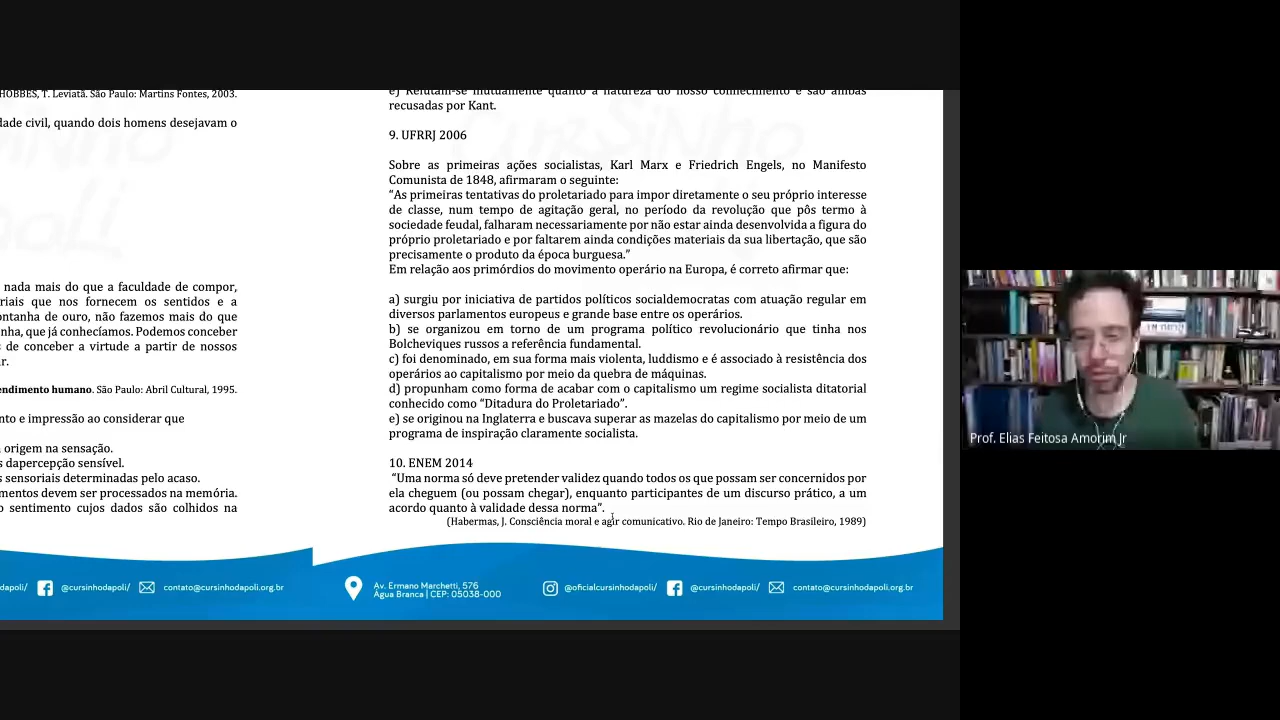 HOBBES, T. Leviatã. São Paulo: Martins Fontes, 2003.
dade civil, quando dois homens desejavam o
nada mais do que a faculdade de compor,
riais que nos fornecem os sentidos e a
ontanha de ouro, não fazemos mais do que
nha, que já conhecíamos. Podemos conceber
de conceber a virtude a partir de nossos
r.
endimento humano. São Paulo: Abril Cultural, 1995.
nto e impressão ao considerar que
origem na sensação.
s dapercepção sensível.
s sensoriais determinadas pelo acaso.
mentos devem ser processados na memória.
o sentimento cujos dados são colhidos na
dapoli/ @cursinhodapoli/ contato@cursinhodapoli.org.br
e) Refutam-se mutuamente quanto à natureza do nosso conhecimento e são ambas
recusadas por Kant.
9. UFRRJ 2006
Sobre as primeiras ações socialistas, Karl Marx e Friedrich Engels, no Manifesto
Comunista de 1848, afirmaram o seguinte:
“As primeiras tentativas do proletariado para impor diretamente o seu próprio interesse
de classe, num tempo de agitação geral, no período da revolução que pôs termo à
sociedade feudal, falharam necessariamente por não estar ainda desenvolvida a figura do
próprio proletariado e por faltarem ainda condições materiais da sua libertação, que são
precisamente o produto da época burguesa.”
Em relação aos primórdios do movimento operário na Europa, é correto afirmar que:
a) surgiu por iniciativa de partidos políticos socialdemocratas com atuação regular em
diversos parlamentos europeus e grande base entre os operários.
b) se organizou em torno de um programa político revolucionário que tinha nos
Bolcheviques russos a referência fundamental.
c) foi denominado, em sua forma mais violenta, luddismo e é associado à resistência dos
operários ao capitalismo por meio da quebra de máquinas.
d) propunham como forma de acabar com o capitalismo um regime socialista ditatorial
conhecido como “Ditadura do Proletariado”.
e) se originou na Inglaterra e buscava superar as mazelas do capitalismo por meio de um
programa de inspiração claramente socialista.
10. ENEM 2014
“Uma norma só deve pretender validez quando todos os que possam ser concernidos por
ela cheguem (ou possam chegar), enquanto participantes de um discurso prático, a um
acordo quanto à validade dessa norma”.
(Habermas, J. Consciência moral e agir comunicativo. Rio de Janeiro: Tempo Brasileiro, 1989)
Av. Ermano Marchetti, 576
Água Branca | CEP: 05038-000
@oficialcursinhodapoli/ @cursinhodapoli/ contato@cursinhodapoli.org.br
CURSINHO
DAPOLI
Prof. Elias Feitosa Amorim Jr